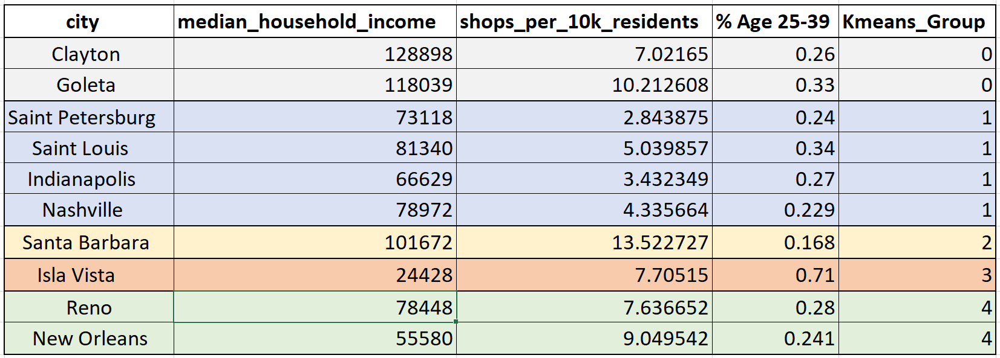 city median_household_income shops_per_10k_residents % Age 25-39 Kmeans_Group
Clayton 128898 7.02165 0.26 0
Goleta 118039 10.212608 0.33 0
Saint Petersburg 73118 2.843875 0.24 1
Saint Louis 81340 5.039857 0.34 1
Indianapolis 66629 3.432349 0.27 1
Nashville 78972 4.335664 0.229 1
Santa Barbara 101672 13.522727 0.168 2
Isla Vista 24428 7.70515 0.71 3
Reno 78448 7.636652 0.28 4
New Orleans 55580 9.049542 0.241 4